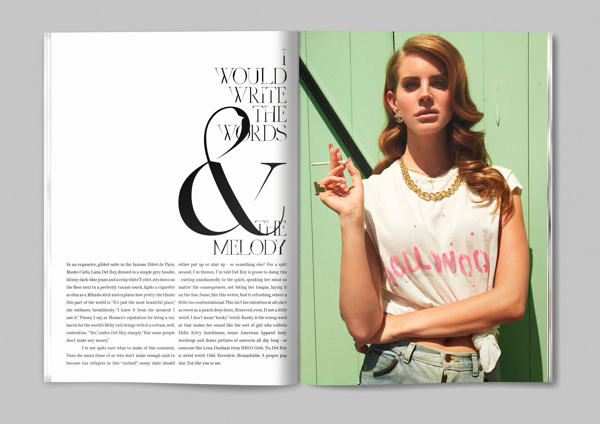 I
WOULD
WRITE
THE
WORDS
&
THE
MELODY
In an expansive, gilded suite in the famous Hôtel de Paris,
Monte-Carlo, Lana Del Rey, dressed in a simple grey hoodie,
skinny dark-blue jeans and a crisp white T-shirt, sits down on
the floor next to a perfectly vacant couch, lights a cigarette
as slim as a Mikado stick and explains how pretty she thinks
this part of the world is. "It's just the most beautiful place,"
she enthuses, breathlessly. "I knew it from the moment I
saw it." Funny, I say, as Monaco's reputation for being a tax
haven for the world's filthy rich brings with it a certain, well,
contention. "Yes," makes Del Rey, sharply. "But some people
don't make any money."
I'm not quite sure what to make of this comment.
Does she mean those of us who don't make enough cash to
become tax refugees in this "exclusif" enemy state should
either put up or shut up – or something else? For a split
second, I'm thrown. I'm told Del Rey is prone to doing this
- cutting unashamedly to the quick, speaking her mind no
matter the consequences, not biting her tongue, laying it
on the line. Some, like this writer, find it refreshing, others a
little too confrontational. This isn't her intention at all; she's
as sweet as a peach deep down. Reserved, even. If not a little
weird. I don't mean "kooky" weird. Kooky is the wrong word
as that makes her sound like the sort of girl who collects
Hello Kitty lunchboxes, wears American Apparel body
stockings and draws pictures of unicorns all day long – or
someone like Lena Dunham from HBO's Girls. No, Del Rey
is weird weird. Odd. Eccentric. Remarkable. A proper pop
star. Not like you or me.
OLLYWOO